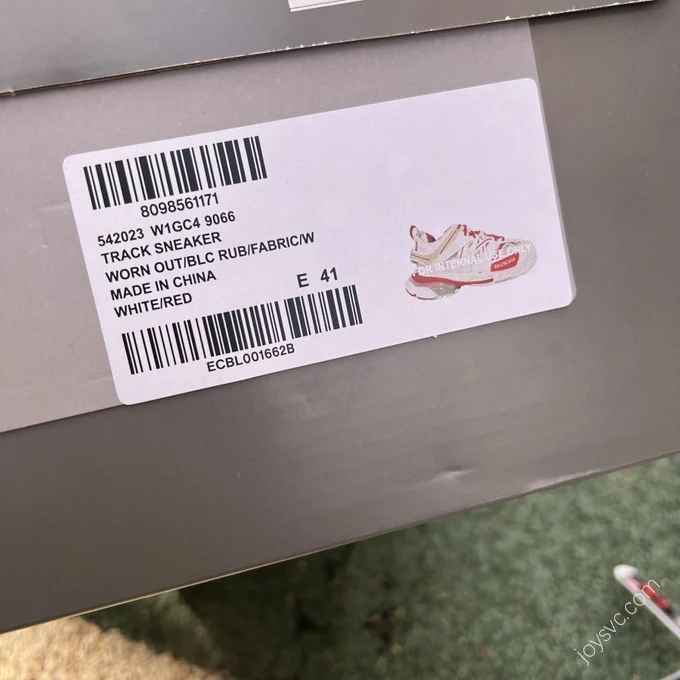 8098561171
542023 W1GC4 9066
TRACK SNEAKER
WORN OUT/BLC RUB/FABRIC/W
MADE IN CHINA
WHITE/RED
E 41
ECBL001662B
FOR INTERNAL USE ONLY
BALENCIAGA
joysvc.com